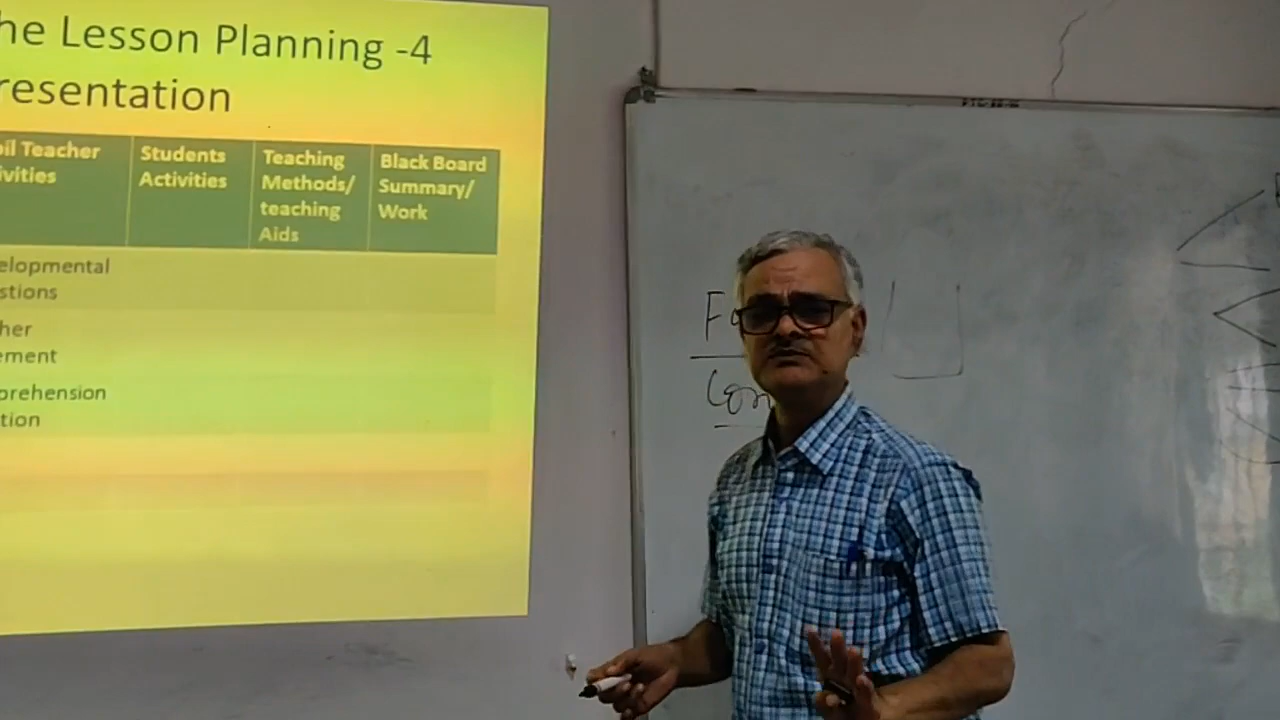 he Lesson Planning -4
resentation
il Teacher
ivities
Students
Activities
Teaching
Methods/
teaching
Aids
Black Board
Summary/
Work
elopmental
stions
her
ement
prehension
tion
F
Con